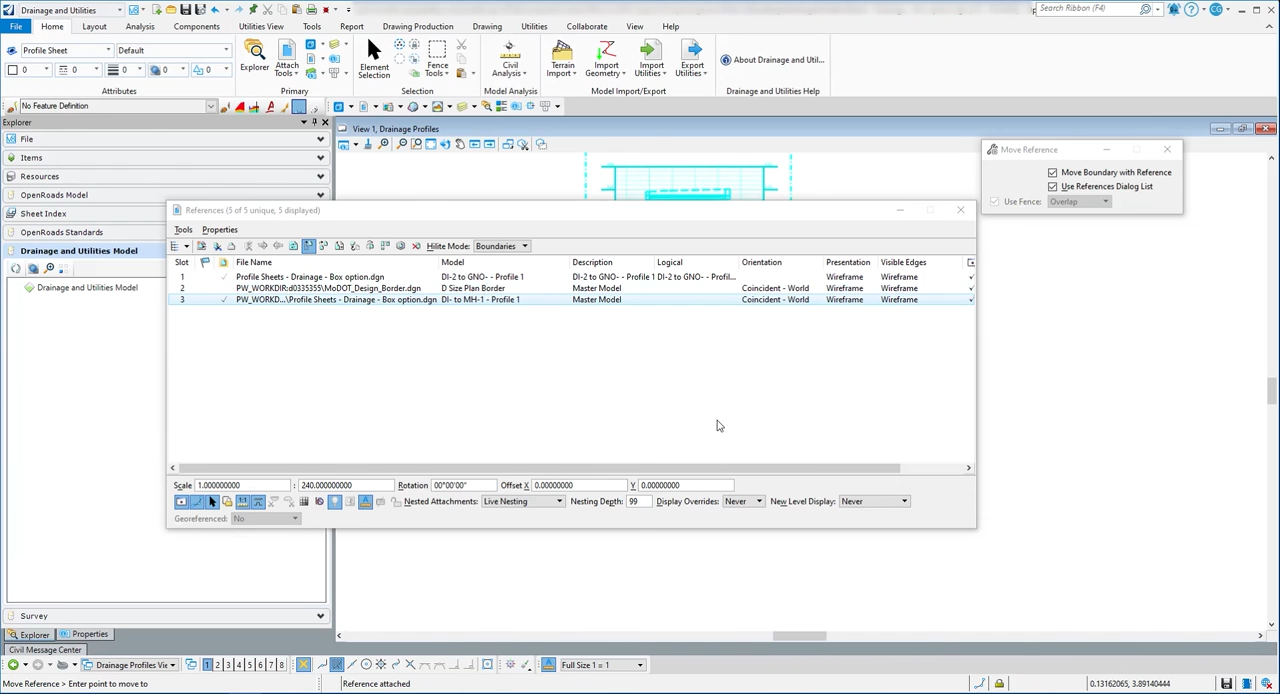 Drainage and Utilities
Search Ribbon (F4)
CG
File Home Layout Analysis Components Utilities View Tools Report Drawing Production Drawing Utilities Collaborate View Help
Profile Sheet Default
0 0 0 0 0
Attributes
Explorer Attach Tools
Primary
Element Selection Fence Tools
Selection
Civil Analysis
Model Analysis
Terrain Import Import Geometry Import Utilities Export Utilities
Model Import/Export
About Drainage and Utili...
Drainage and Utilities Help
No Feature Definition
Explorer
File
Items
Resources
OpenRoads Model
Sheet Index
OpenRoads Standards
Drainage and Utilities Model
Drainage and Utilities Model
Survey
Explorer Properties
Civil Message Center
View 1, Drainage Profiles
Move Reference
Move Boundary with Reference
Use References Dialog List
Use Fence: Overlap
References (5 of 5 unique, 5 displayed)
Tools Properties
Hilite Mode: Boundaries
Slot File Name Model Description Logical Orientation Presentation Visible Edges
1 Profile Sheets - Drainage - Box option.dgn DI-2 to GNO- - Profile 1 DI-2 to GNO- - Profile 1 DI-2 to GNO- - Profil... Wireframe Wireframe
2 PW_WORKDIR:d0335355\MoDOT_Design_Border.dgn D Size Plan Border Master Model Coincident - World Wireframe Wireframe
3 PW_WORKD...\Profile Sheets - Drainage - Box option.dgn DI- to MH-1 - Profile 1 Master Model Coincident - World Wireframe Wireframe
Scale 1.000000000 : 240.000000000 Rotation 00°00'00" Offset X 0.00000000 Y 0.00000000
Nested Attachments: Live Nesting Nesting Depth: 99 Display Overrides: Never New Level Display: Never
Georeferenced: No
Drainage Profiles Vie 1 2 3 4 5 6 7 8 Full Size 1 = 1
Move Reference > Enter point to move to Reference attached 0.13162065, 3.89140444